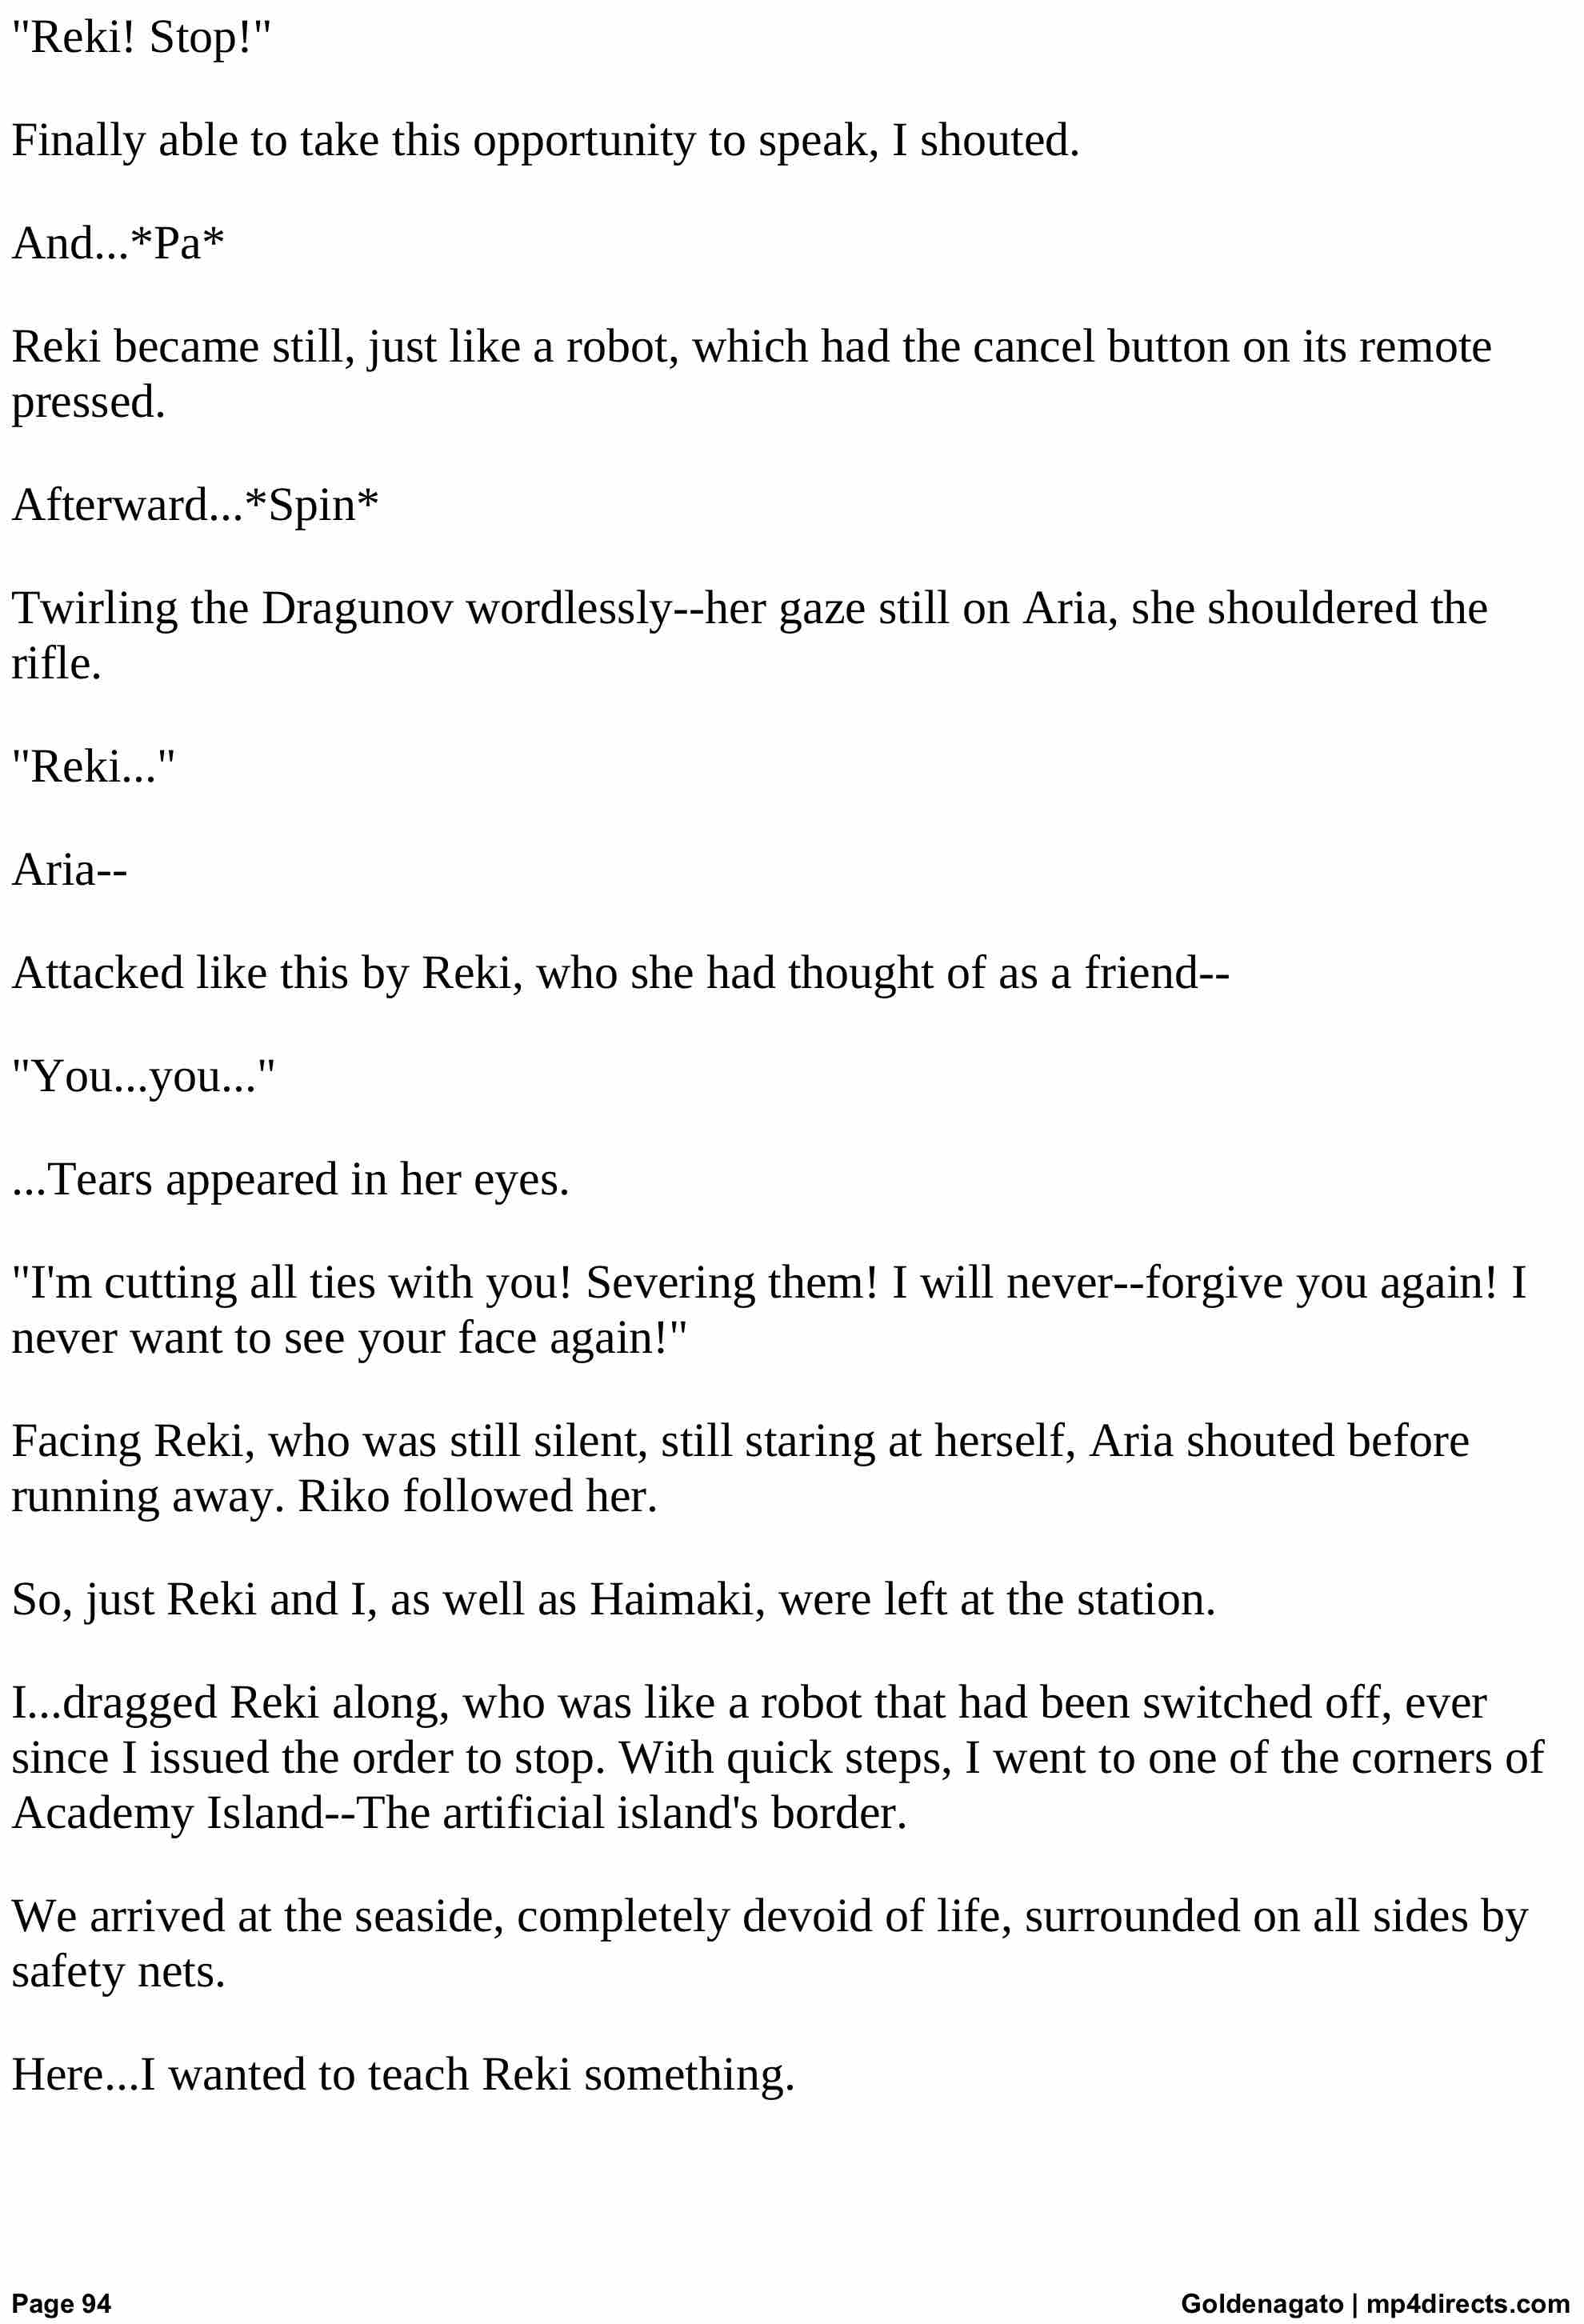 "Reki! Stop!"
Finally able to take this opportunity to speak, I shouted.
And...*Pa*
Reki became still, just like a robot, which had the cancel button on its remote
pressed.
Afterward...*Spin*
Twirling the Dragunov wordlessly--her gaze still on Aria, she shouldered the
rifle.
"Reki..."
Aria--
Attacked like this by Reki, who she had thought of as a friend--
"You...you..."
...Tears appeared in her eyes.
"I'm cutting all ties with you! Severing them! I will never--forgive you again! I
never want to see your face again!"
Facing Reki, who was still silent, still staring at herself, Aria shouted before
running away. Riko followed her.
So, just Reki and I, as well as Haimaki, were left at the station.
I...dragged Reki along, who was like a robot that had been switched off, ever
since I issued the order to stop. With quick steps, I went to one of the corners of
Academy Island--The artificial island's border.
We arrived at the seaside, completely devoid of life, surrounded on all sides by
safety nets.
Here...I wanted to teach Reki something.
Page 94
Goldenagato | mp4directs.com